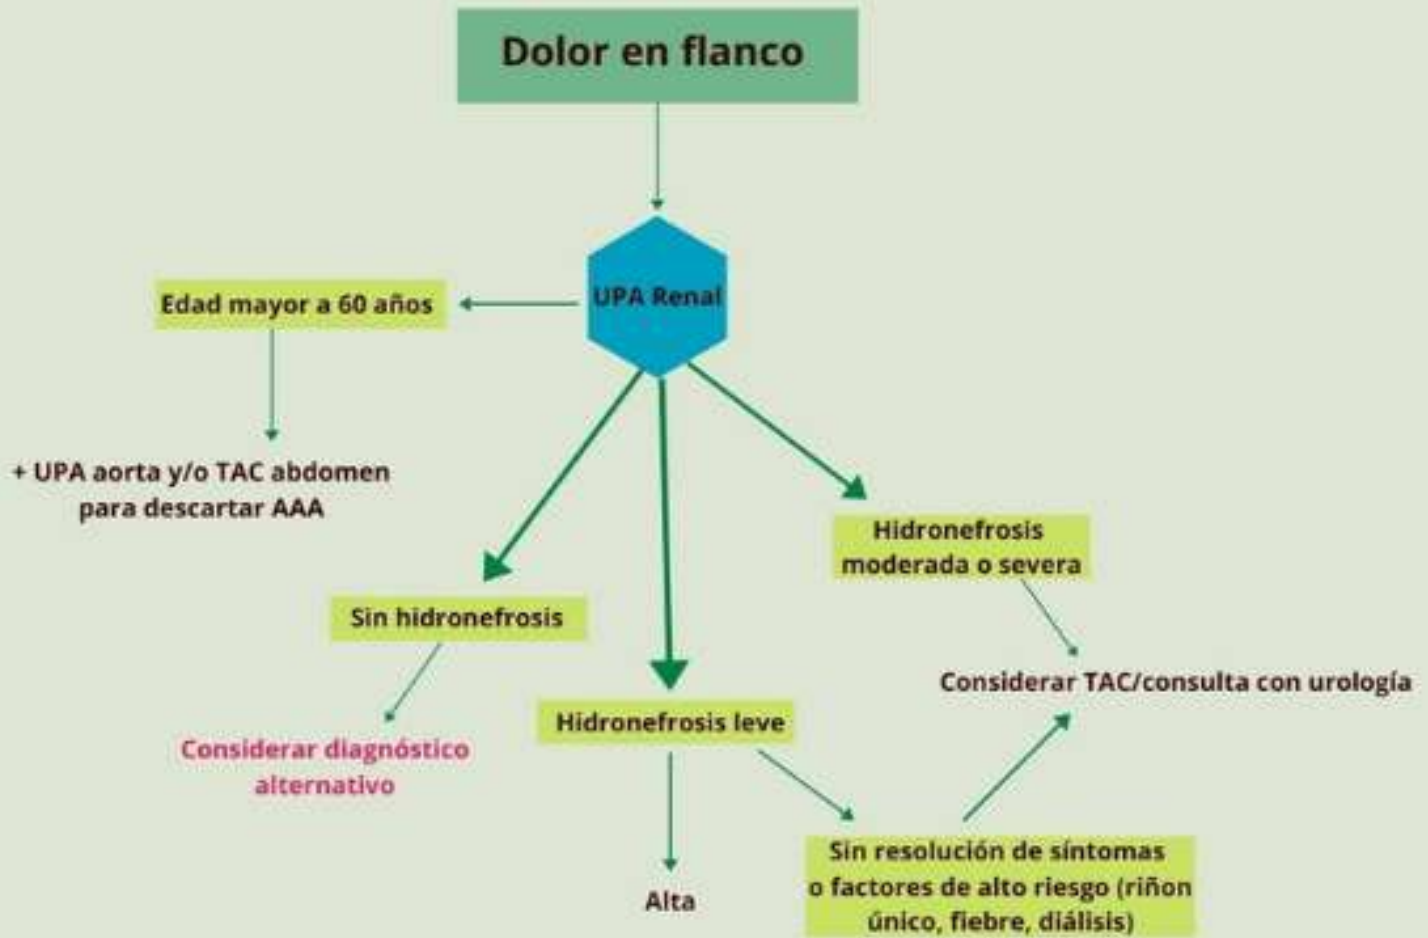 Dolor en flanco
UPA Renal
Edad mayor a 60 años
+ UPA aorta y/o TAC abdomen
para descartar AAA
Hidronefrosis
moderada o severa
Sin hidronefrosis
Considerar TAC/consulta con urología
Hidronefrosis leve
Considerar diagnóstico
alternativo
Sin resolución de síntomas
o factores de alto riesgo (riñon
único, fiebre, diálisis)
Alta